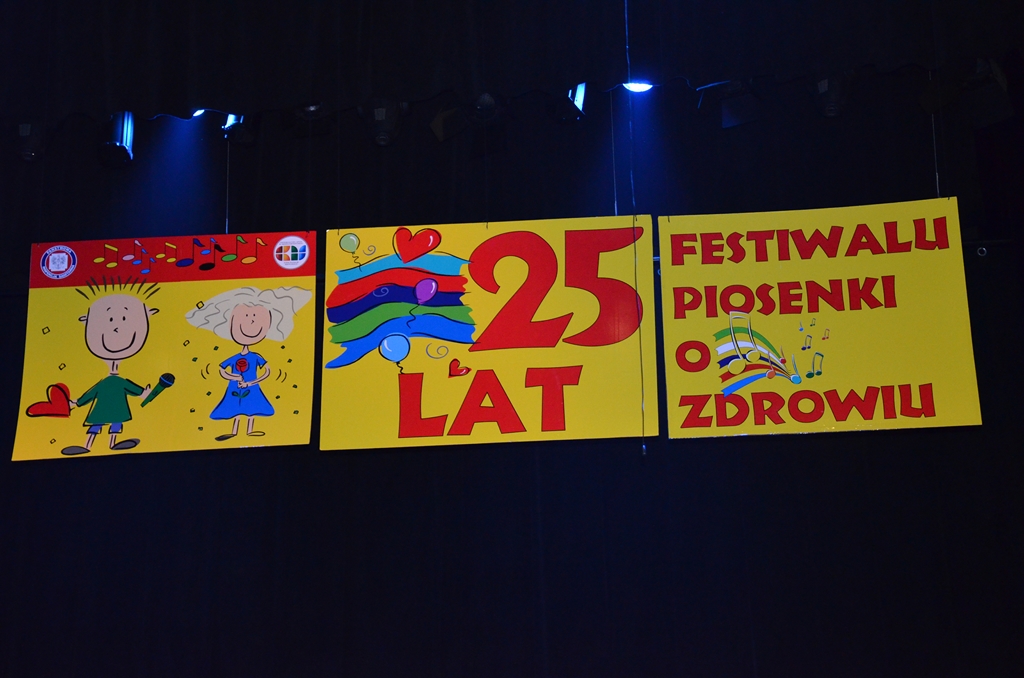 25
LAT
FESTIWALU
PIOSENKI
O
ZDROWIU